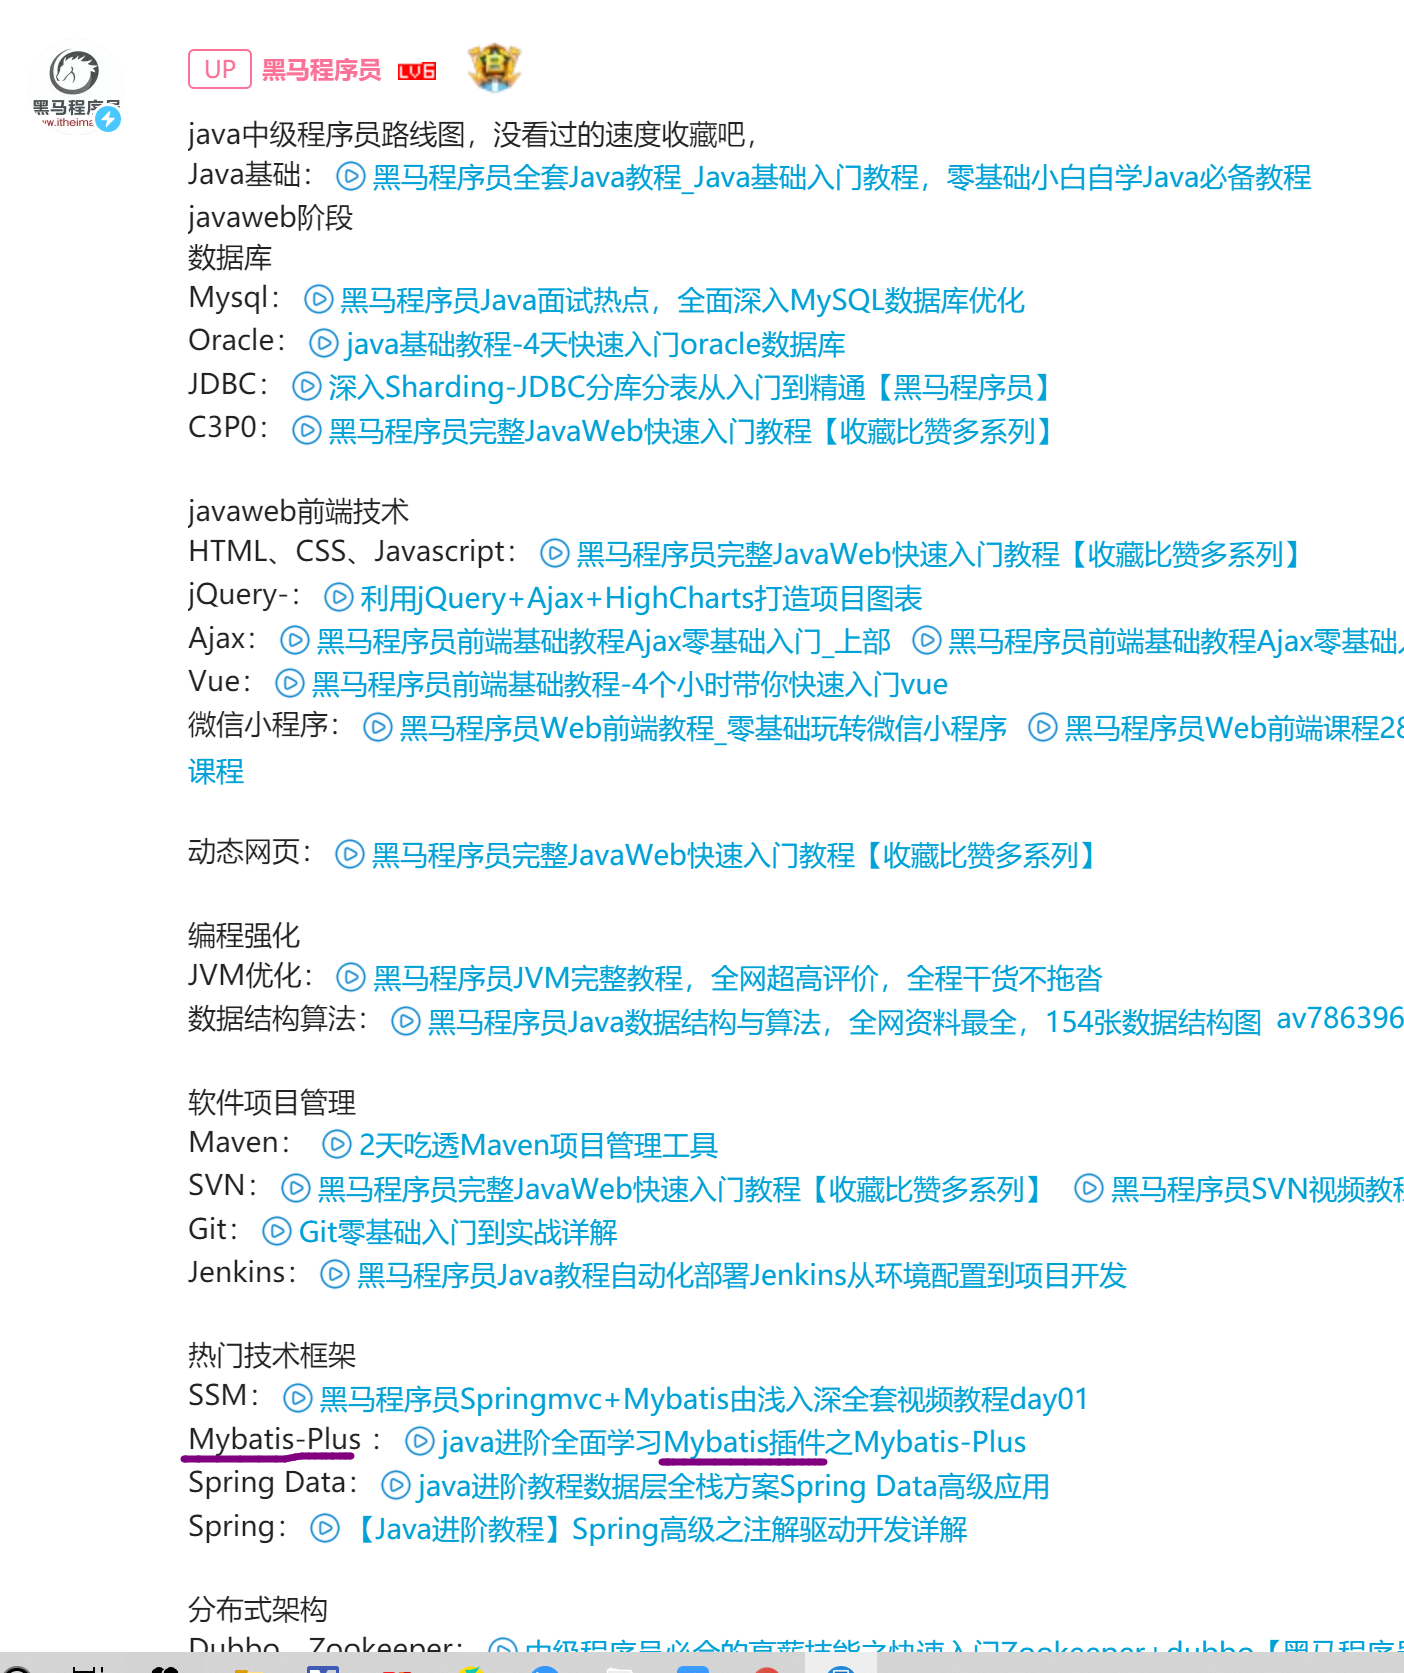 黑马程序员
UP 黑马程序员 LV6
java中级程序员路线图，没看过的速度收藏吧，
Java基础： 黑马程序员全套Java教程_Java基础入门教程，零基础小白自学Java必备教程
javaweb阶段
数据库
Mysql： 黑马程序员Java面试热点，全面深入MySQL数据库优化
Oracle： java基础教程-4天快速入门oracle数据库
JDBC： 深入Sharding-JDBC分库分表从入门到精通【黑马程序员】
C3P0： 黑马程序员完整JavaWeb快速入门教程【收藏比赞多系列】
javaweb前端技术
HTML、CSS、Javascript： 黑马程序员完整JavaWeb快速入门教程【收藏比赞多系列】
jQuery-： 利用jQuery+Ajax+HighCharts打造项目图表
Ajax： 黑马程序员前端基础教程Ajax零基础入门_上部 黑马程序员前端基础教程Ajax零基础
Vue： 黑马程序员前端基础教程-4个小时带你快速入门vue
微信小程序： 黑马程序员Web前端教程_零基础玩转微信小程序 黑马程序员Web前端课程28
课程
动态网页： 黑马程序员完整JavaWeb快速入门教程【收藏比赞多系列】
编程强化
JVM优化： 黑马程序员JVM完整教程，全网超高评价，全程干货不拖沓
数据结构算法： 黑马程序员Java数据结构与算法，全网资料最全，154张数据结构图 av786396
软件项目管理
Maven： 2天吃透Maven项目管理工具
SVN： 黑马程序员完整JavaWeb快速入门教程【收藏比赞多系列】 黑马程序员SVN视频教程
Git： Git零基础入门到实战详解
Jenkins： 黑马程序员Java教程自动化部署Jenkins从环境配置到项目开发
热门技术框架
SSM： 黑马程序员Springmvc+Mybatis由浅入深全套视频教程day01
Mybatis-Plus： java进阶全面学习Mybatis插件之Mybatis-Plus
Spring Data： java进阶教程数据层全栈方案Spring Data高级应用
Spring： 【Java进阶教程】Spring高级之注解驱动开发详解
分布式架构
Dubbo、Zookeeper： 中级程序员必会的高薪技能之快速入门Zookeeper+dubbo【黑马程序员